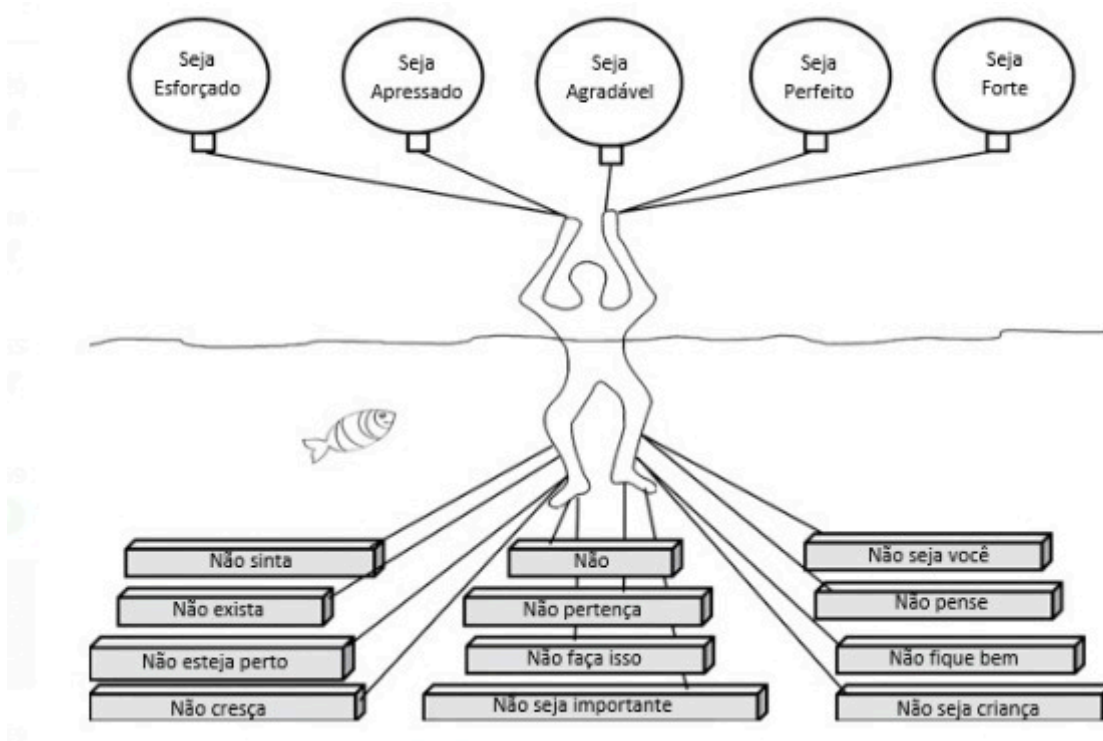 Seja
Esforçado
Seja
Apressado
Seja
Agradável
Seja
Perfeito
Seja
Forte
Não sinta
Não
Não seja você
Não exista
Não pertença
Não pense
Não esteja perto
Não faça isso
Não fique bem
Não cresça
Não seja importante
Não seja criança